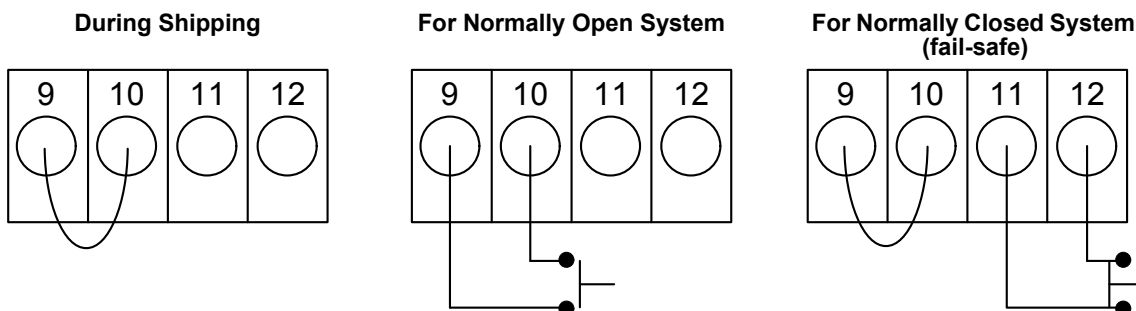 During Shipping
9 10 11 12
For Normally Open System
9 10 11 12
For Normally Closed System
(fail-safe)
9 10 11 12